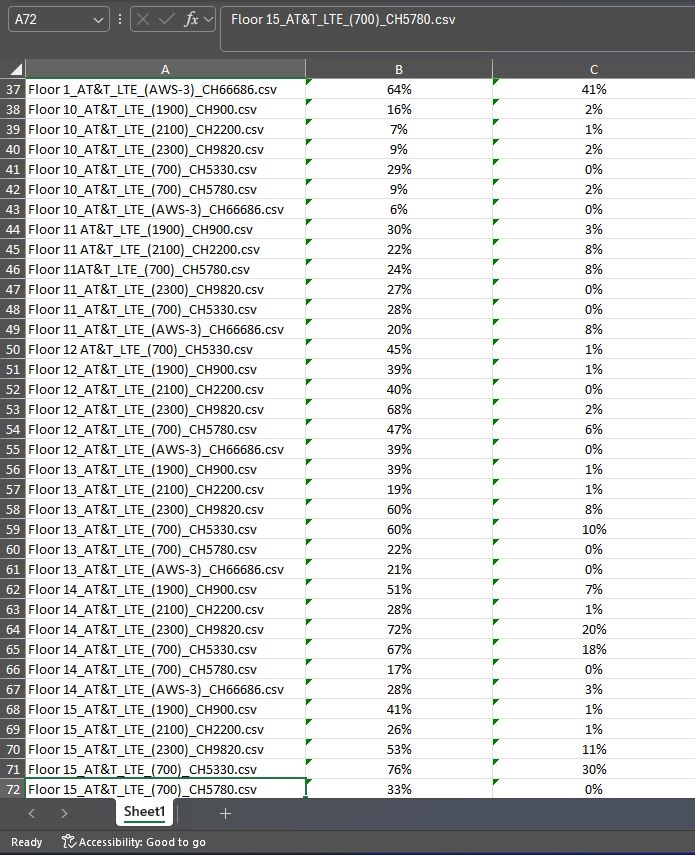 A72 fx Floor 15_AT&T_LTE_(700)_CH5780.csv
A B C
37 Floor 1_AT&T_LTE_(AWS-3)_CH66686.csv 64% 41%
38 Floor 10_AT&T_LTE_(1900)_CH900.csv 16% 2%
39 Floor 10_AT&T_LTE_(2100)_CH2200.csv 7% 1%
40 Floor 10_AT&T_LTE_(2300)_CH9820.csv 9% 2%
41 Floor 10_AT&T_LTE_(700)_CH5330.csv 29% 0%
42 Floor 10_AT&T_LTE_(700)_CH5780.csv 9% 2%
43 Floor 10_AT&T_LTE_(AWS-3)_CH66686.csv 6% 0%
44 Floor 11 AT&T_LTE_(1900)_CH900.csv 30% 3%
45 Floor 11 AT&T_LTE_(2100)_CH2200.csv 22% 8%
46 Floor 11AT&T_LTE_(700)_CH5780.csv 24% 8%
47 Floor 11_AT&T_LTE_(2300)_CH9820.csv 27% 0%
48 Floor 11_AT&T_LTE_(700)_CH5330.csv 28% 0%
49 Floor 11_AT&T_LTE_(AWS-3)_CH66686.csv 20% 8%
50 Floor 12 AT&T_LTE_(700)_CH5330.csv 45% 1%
51 Floor 12_AT&T_LTE_(1900)_CH900.csv 39% 1%
52 Floor 12_AT&T_LTE_(2100)_CH2200.csv 40% 0%
53 Floor 12_AT&T_LTE_(2300)_CH9820.csv 68% 2%
54 Floor 12_AT&T_LTE_(700)_CH5780.csv 47% 6%
55 Floor 12_AT&T_LTE_(AWS-3)_CH66686.csv 39% 0%
56 Floor 13_AT&T_LTE_(1900)_CH900.csv 39% 1%
57 Floor 13_AT&T_LTE_(2100)_CH2200.csv 19% 1%
58 Floor 13_AT&T_LTE_(2300)_CH9820.csv 60% 8%
59 Floor 13_AT&T_LTE_(700)_CH5330.csv 60% 10%
60 Floor 13_AT&T_LTE_(700)_CH5780.csv 22% 0%
61 Floor 13_AT&T_LTE_(AWS-3)_CH66686.csv 21% 0%
62 Floor 14_AT&T_LTE_(1900)_CH900.csv 51% 7%
63 Floor 14_AT&T_LTE_(2100)_CH2200.csv 28% 1%
64 Floor 14_AT&T_LTE_(2300)_CH9820.csv 72% 20%
65 Floor 14_AT&T_LTE_(700)_CH5330.csv 67% 18%
66 Floor 14_AT&T_LTE_(700)_CH5780.csv 17% 0%
67 Floor 14_AT&T_LTE_(AWS-3)_CH66686.csv 28% 3%
68 Floor 15_AT&T_LTE_(1900)_CH900.csv 41% 1%
69 Floor 15_AT&T_LTE_(2100)_CH2200.csv 26% 1%
70 Floor 15_AT&T_LTE_(2300)_CH9820.csv 53% 11%
71 Floor 15_AT&T_LTE_(700)_CH5330.csv 76% 30%
72 Floor 15_AT&T_LTE_(700)_CH5780.csv 33% 0%
Sheet1
Ready Accessibility: Good to go